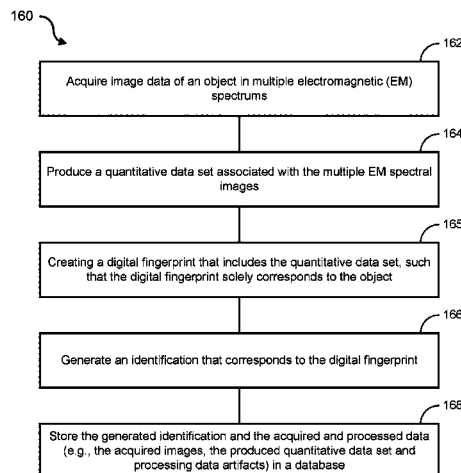 160
162
Acquire image data of an object in multiple electromagnetic (EM)
spectrums
164
Produce a quantitative data set associated with the multiple EM spectral
images
165
Creating a digital fingerprint that includes the quantitative data set, such
that the digital fingerprint solely corresponds to the object
166
Generate an identification that corresponds to the digital fingerprint
168
Store the generated identification and the acquired and processed data
(e.g., the acquired images, the produced quantitative data set and
processing data artifacts) in a database